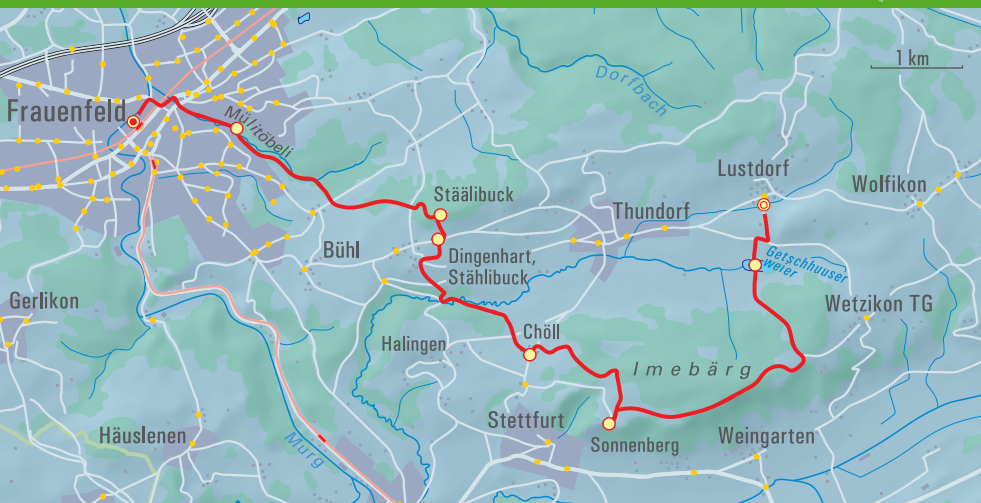 1 km
Dorfbach
Frauenfeld
Mülitöbeli
Lustdorf
Wolfikon
Stäälibuck
Thundorf
Bühl
Dingenhart,
Stählibuck
Getschhuuser
weier
Gerlikon
Wetzikon TG
Chöll
Halingen
Imebärg
Stettfurt
Häuslenen
Murg
Sonnenberg
Weingarten